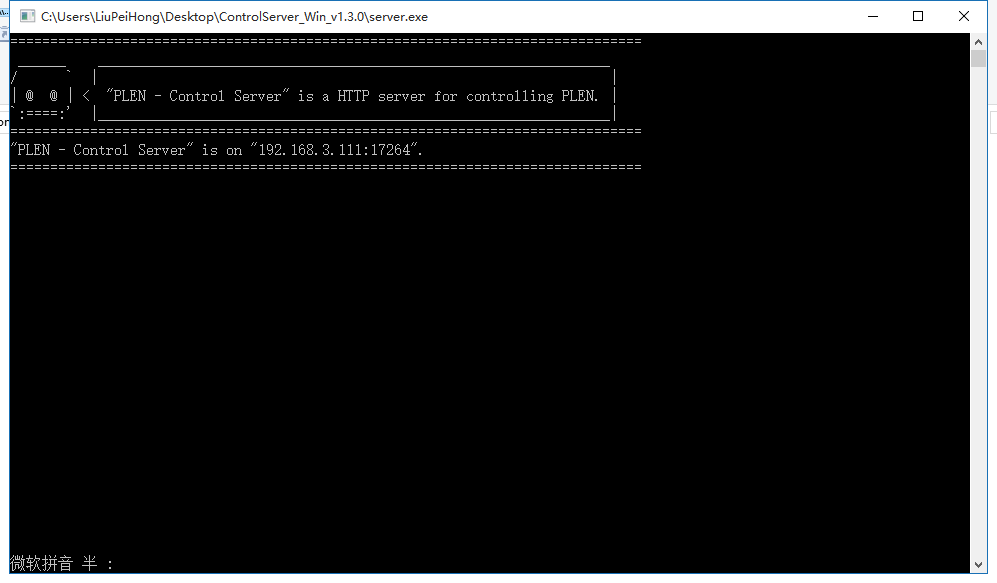 C:\Users\LiuPeiHong\Desktop\ControlServer_Win_v1.3.0\server.exe
===============================================================================
| @  @ | <  "PLEN - Control Server" is a HTTP server for controlling PLEN.  |
`:====:'
===============================================================================
"PLEN - Control Server" is on "192.168.3.111:17264".
===============================================================================
微软拼音 半 :